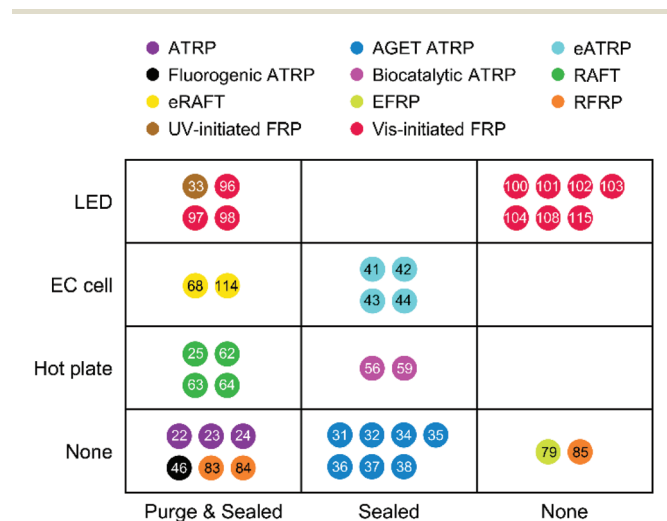 ATRP AGET ATRP eATRP
Fluorogenic ATRP Biocatalytic ATRP RAFT
eRAFT EFRP RFRP
UV-initiated FRP Vis-initiated FRP
LED
33 96
97 98
100 101 102 103
104 108 115
EC cell
68 114
41 42
43 44
Hot plate
25 62
63 64
56 59
None
22 23 24
46 83 84
31 32 34 35
36 37 38
79 85
Purge & Sealed Sealed None